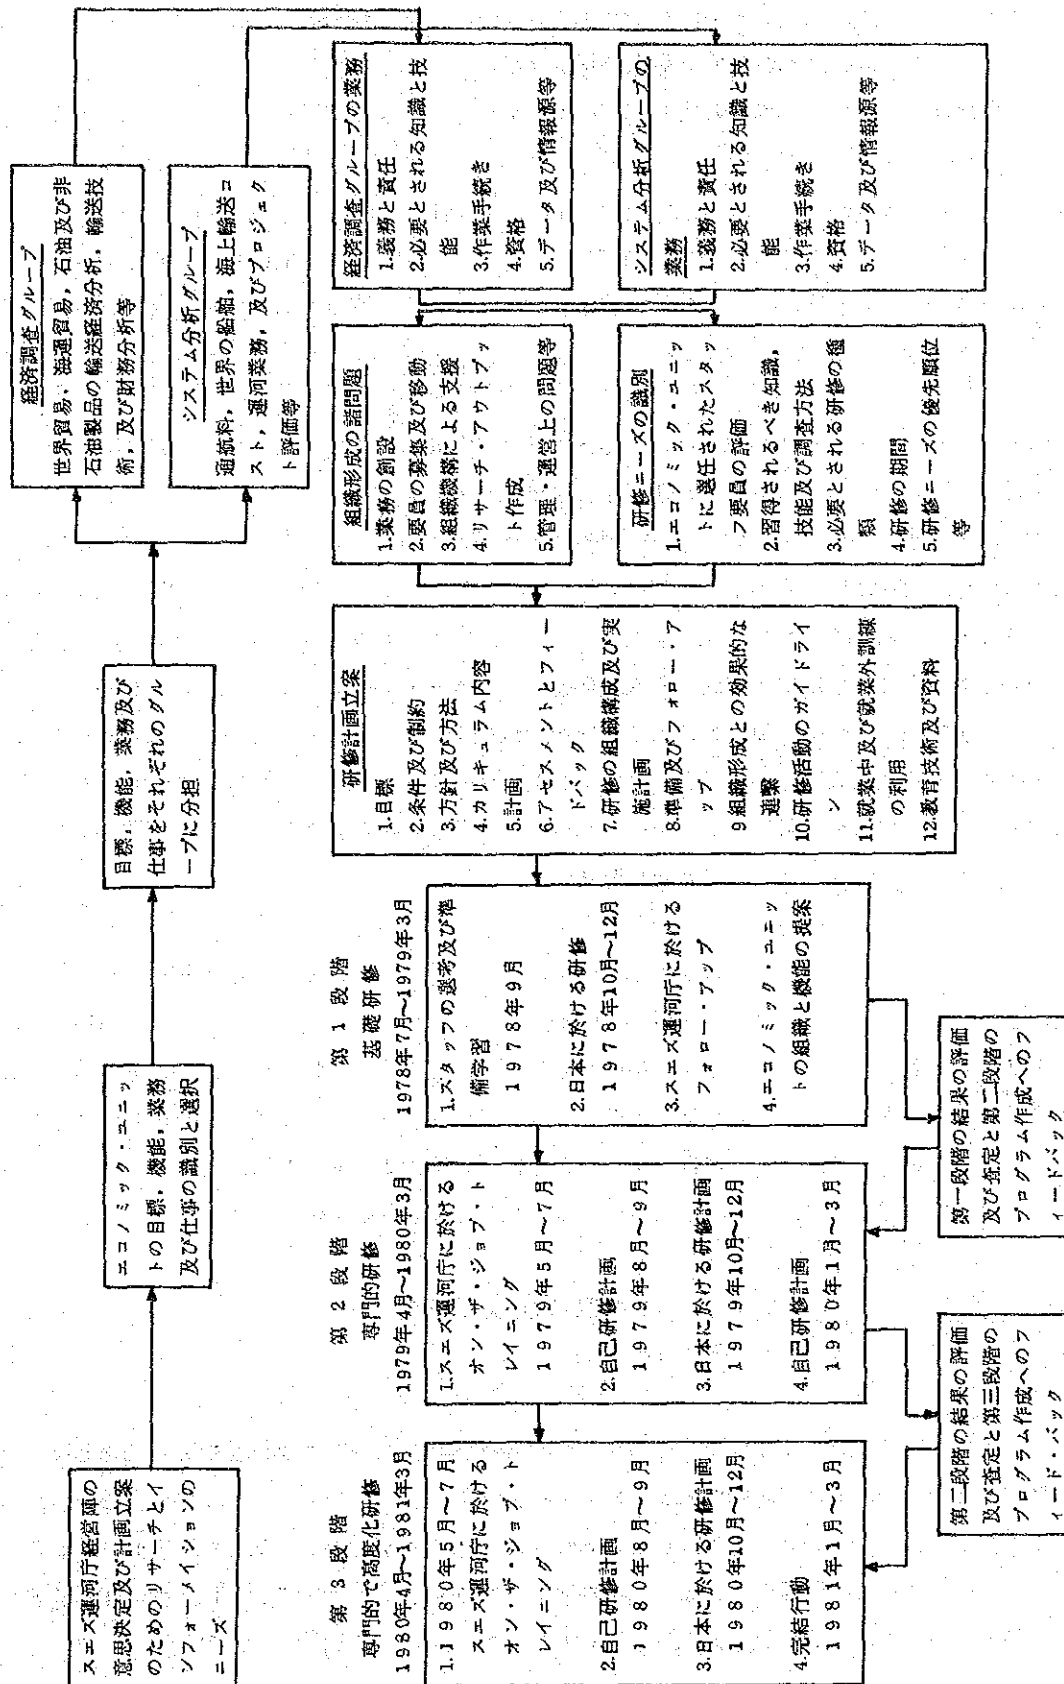 スエズ運河庁経営陣の
意思決定及び計画立案
のためのリサーチとイ
ンフォーメイションの
ニーズ
エコノミック・ユニッ
トの目標，機能，業務
及び仕事の識別と選択
目標，機能，業務及び
仕事をそれぞれのグル
ープに分担
経済調査グループ
世界貿易，海運貿易，石油及び非
石油製品の輸送経済分析，輸送技
術，及び財務分析等
システム分析グループ
通航料，世界の船舶，海上輸送コ
スト，運河業務，及びプロジェク
ト評価等
経済調査グループの業務
1.義務と責任
2.必要とされる知識と技
能
3.作業手続き
4.資格
5.データ及び情報源等
システム分析グループの
業務
1.義務と責任
2.必要とされる知識と技
能
3.作業手続き
4.資格
5.データ及び情報源等
組織形成の諸問題
1.業務の創設
2.要員の募集及び移動
3.組織機構による支援
4.リサーチ・アウトプッ
ト作成
5.管理・運営上の問題等
研修ニーズの識別
1.エコノミック・ユニッ
トに選任されたスタッ
フ要員の評価
2.習得されるべき知識，
技能及び調査方法
3.必要とされる研修の種
類
4.研修の期間
5.研修ニーズの優先順位
等
研修計画立案
1.目標
2.条件及び制約
3.方針及び方法
4.カリキュラム内容
5.計画
6.アセスメントとフィー
ドバック
7.研修の組織構成及び実
施計画
8.準備及びフォロー・ア
ップ
9組織形成との効果的な
連繋
10.研修活動のガイドライ
ン
11.就業中及び就業外訓練
の利用
12.教育技術及び資料
第1段階
基礎研修
1978年7月～1979年3月
1.スタッフの選考及び準
備学習
1978年9月
2.日本に於ける研修
1978年10月～12月
3.スエズ運河庁に於ける
フォロー・アップ
4.エコノミック・ユニッ
トの組織と機能の提案
第一段階の結果の評価
及び査定と第二段階の
プログラム作成へのフ
ィードバック
第2段階
専門的研修
1979年4月～1980年3月
1.スエズ運河庁に於ける
オン・ザ・ジョブ・ト
レイニング
1979年5月～7月
2.自己研修計画
1979年8月～9月
3.日本に於ける研修計画
1979年10月～12月
4.自己研修計画
1980年1月～3月
第二段階の結果の評価
及び査定と第三段階の
プログラム作成へのフ
ィード・バック
第3段階
専門的で高度化研修
1980年4月～1981年3月
1.1980年5月～7月
スエズ運河庁に於ける
オン・ザ・ジョブ・ト
レイニング
2.自己研修計画
1980年8月～9月
3.日本に於ける研修計画
1980年10月～12月
4.完結行動
1981年1月～3月